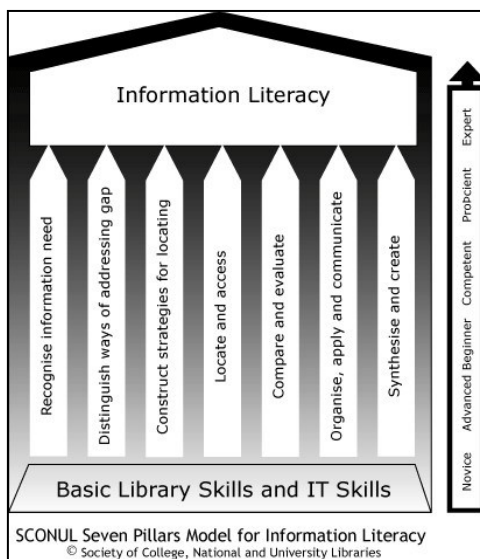 Information Literacy
Recognise information need
Distinguish ways of addressing gap
Construct strategies for locating
Locate and access
Compare and evaluate
Organise, apply and communicate
Synthesise and create
Basic Library Skills and IT Skills
Novice Advanced Beginner Competent ProÞcient Expert
SCONUL Seven Pillars Model for Information Literacy
© Society of College, National and University Libraries